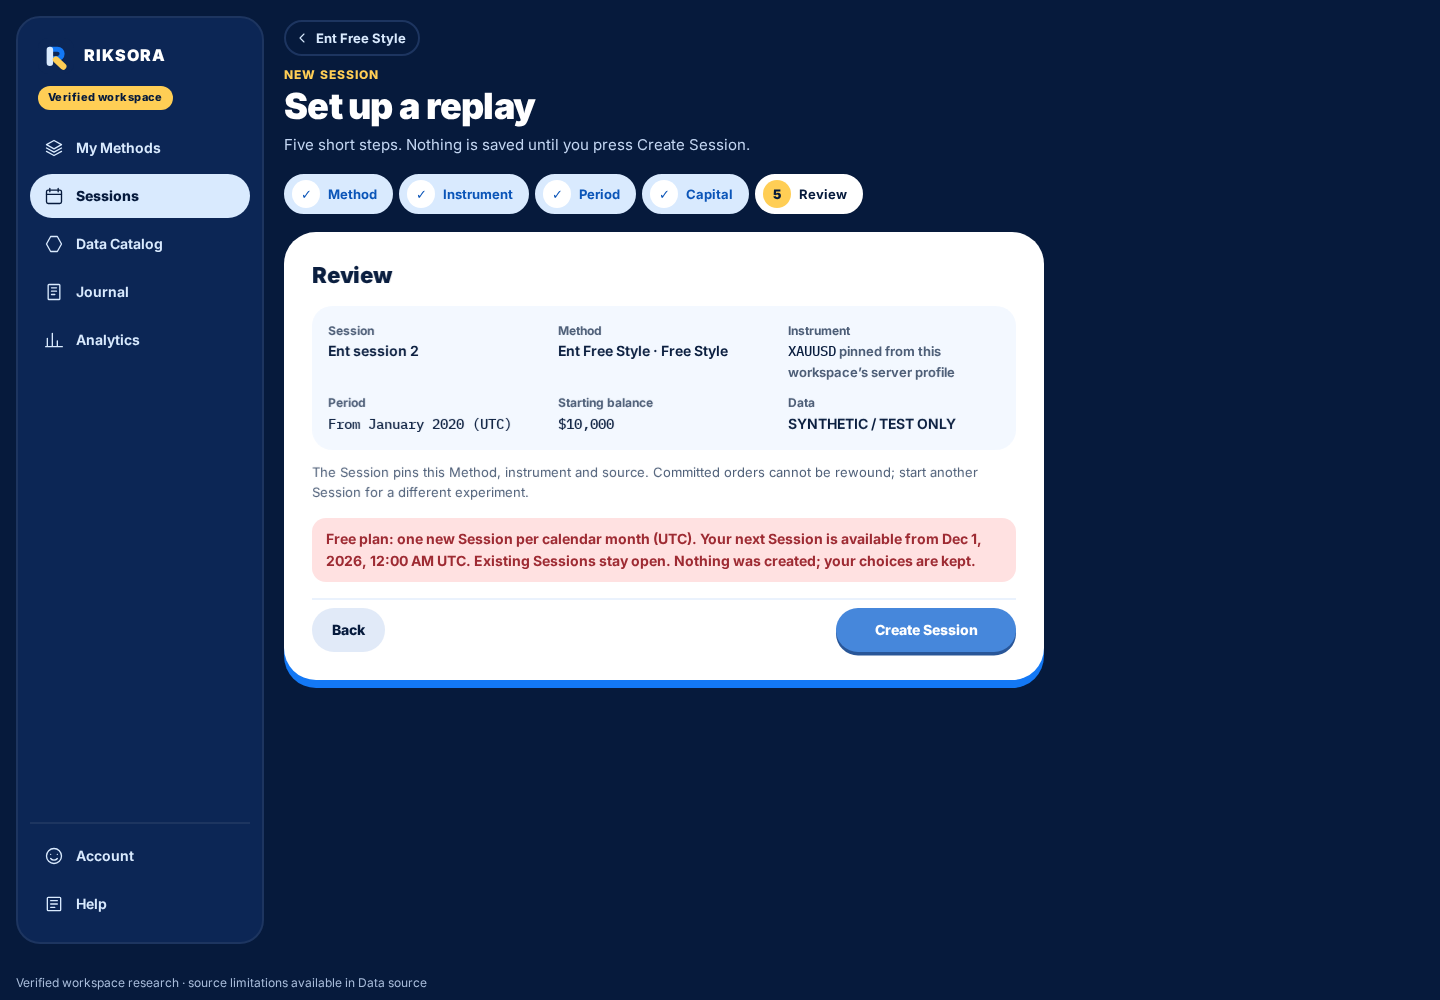 RIKSORA
Verified workspace
My Methods
Sessions
Data Catalog
Journal
Analytics
Account
Help
Ent Free Style
NEW SESSION
Set up a replay
Five short steps. Nothing is saved until you press Create Session.
✓ Method
✓ Instrument
✓ Period
✓ Capital
5 Review
Review
Session
Ent session 2
Method
Ent Free Style · Free Style
Instrument
XAUUSD pinned from this
workspace’s server profile
Period
From January 2020 (UTC)
Starting balance
$10,000
Data
SYNTHETIC / TEST ONLY
The Session pins this Method, instrument and source. Committed orders cannot be rewound; start another
Session for a different experiment.
Free plan: one new Session per calendar month (UTC). Your next Session is available from Dec 1,
2026, 12:00 AM UTC. Existing Sessions stay open. Nothing was created; your choices are kept.
Back
Create Session
Verified workspace research · source limitations available in Data source